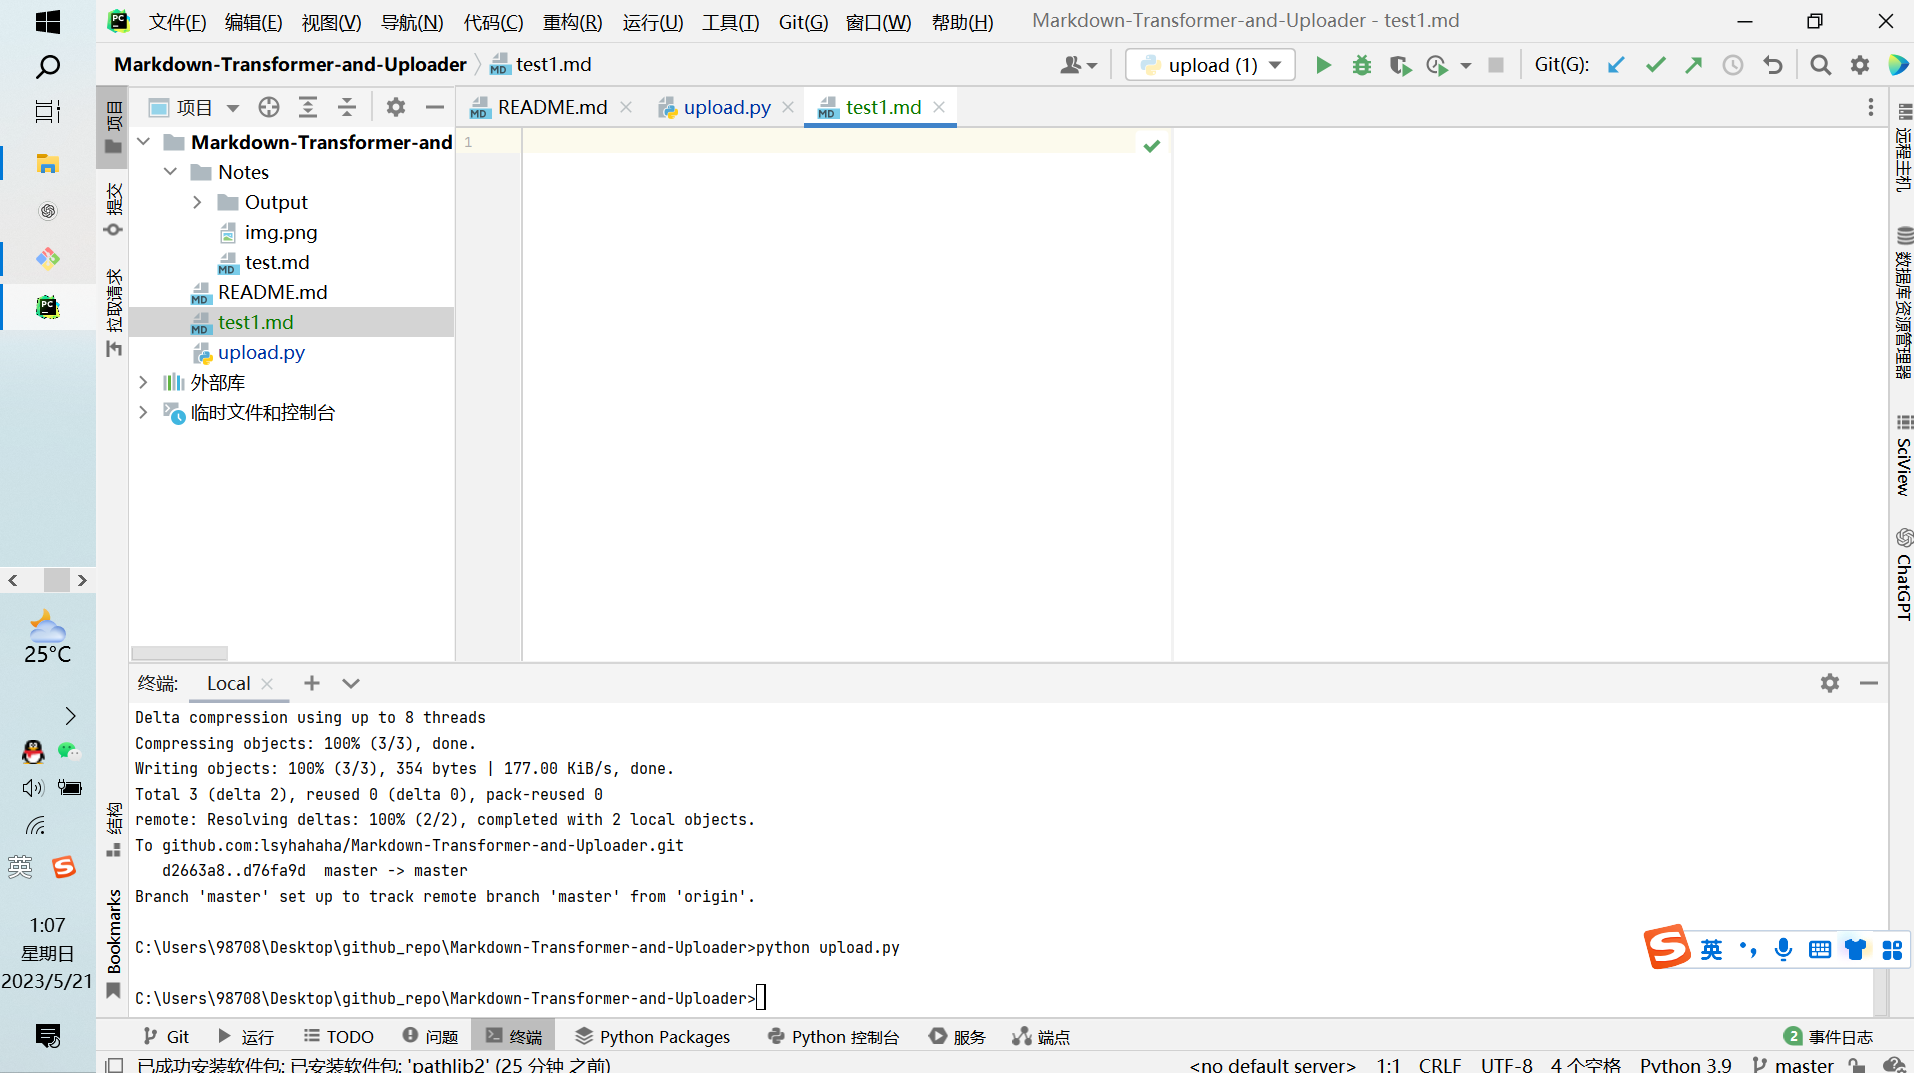 文件(F) 编辑(E) 视图(V) 导航(N) 代码(C) 重构(R) 运行(U) 工具(T) Git(G) 窗口(W) 帮助(H) Markdown-Transformer-and-Uploader - test1.md
Markdown-Transformer-and-Uploader test1.md upload (1) Git(G):
项目 README.md upload.py test1.md
1
Markdown-Transformer-and
Notes
Output
img.png
test.md
README.md
test1.md
upload.py
外部库
临时文件和控制台
项目
提交
拉取请求
结构
Bookmarks
远程主机
数据库资源管理器
SciView
ChatGPT
终端: Local
Delta compression using up to 8 threads
Compressing objects: 100% (3/3), done.
Writing objects: 100% (3/3), 354 bytes | 177.00 KiB/s, done.
Total 3 (delta 2), reused 0 (delta 0), pack-reused 0
remote: Resolving deltas: 100% (2/2), completed with 2 local objects.
To github.com:lsyhahaha/Markdown-Transformer-and-Uploader.git
d2663a8..d76fa9d master -> master
Branch 'master' set up to track remote branch 'master' from 'origin'.
C:\Users\98708\Desktop\github_repo\Markdown-Transformer-and-Uploader>python upload.py
C:\Users\98708\Desktop\github_repo\Markdown-Transformer-and-Uploader>
Git 运行 TODO 问题 终端 Python Packages Python 控制台 服务 端点 2 事件日志
已成功安装软件包: 已安装软件包: 'pathlib2' (25 分钟 之前) <no default server> 1:1 CRLF UTF-8 4 个空格 Python 3.9 master
25°C
英
1:07
星期日
2023/5/21
英